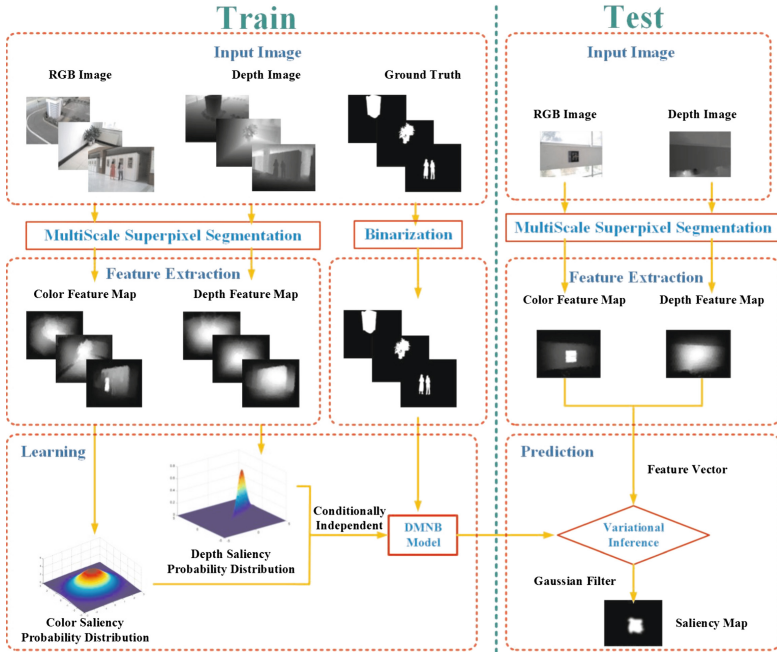 Train
Input Image
RGB Image
Depth Image
Ground Truth
MultiScale Superpixel Segmentation
Binarization
Feature Extraction
Color Feature Map
Depth Feature Map
Learning
Depth Saliency
Probability Distribution
Color Saliency
Probability Distribution
Conditionally
Independent
DMNB
Model
Test
Input Image
RGB Image
Depth Image
MultiScale Superpixel Segmentation
Feature Extraction
Color Feature Map
Depth Feature Map
Prediction
Feature Vector
Variational
Inference
Gaussian Filter
Saliency Map